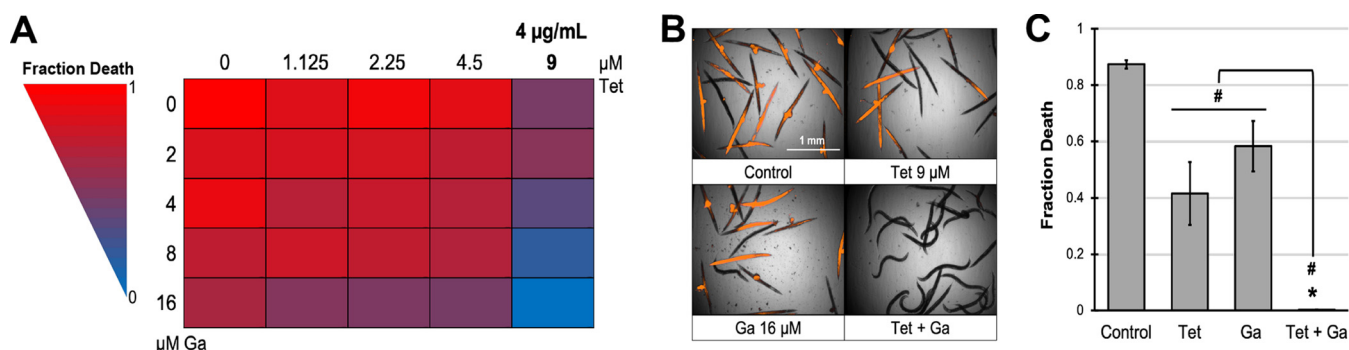 A
Fraction Death
1
0
4 µg/mL
0 1.125 2.25 4.5 9 µM
Tet
0
2
4
8
16
µM Ga
B
1 mm
Control Tet 9 µM
Ga 16 µM Tet + Ga
C
Fraction Death
1
0.8
0.6
0.4
0.2
0
#
#
*
Control Tet Ga Tet + Ga